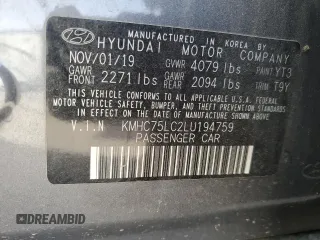 MANUFACTURED IN KOREA BY
HYUNDAI MOTOR COMPANY
NOV/01/19 GVWR 4079 lbs PAINT YT3
GAWR FRONT 2271 lbs GAWR REAR 2094 lbs TRIM T9Y
THIS VEHICLE CONFORMS TO ALL APPLICABLE
U.S. FEDERAL MOTOR VEHICLE SAFETY, BUMPER,
AND THEFT PREVENTION STANDARDS
IN EFFECT ON THE DATE OF MANUFACTURE
SHOWN ABOVE.
V.I.N KMHC75LC2LU194759
PASSENGER CAR
© DREAMBID
DREAMBID.COM